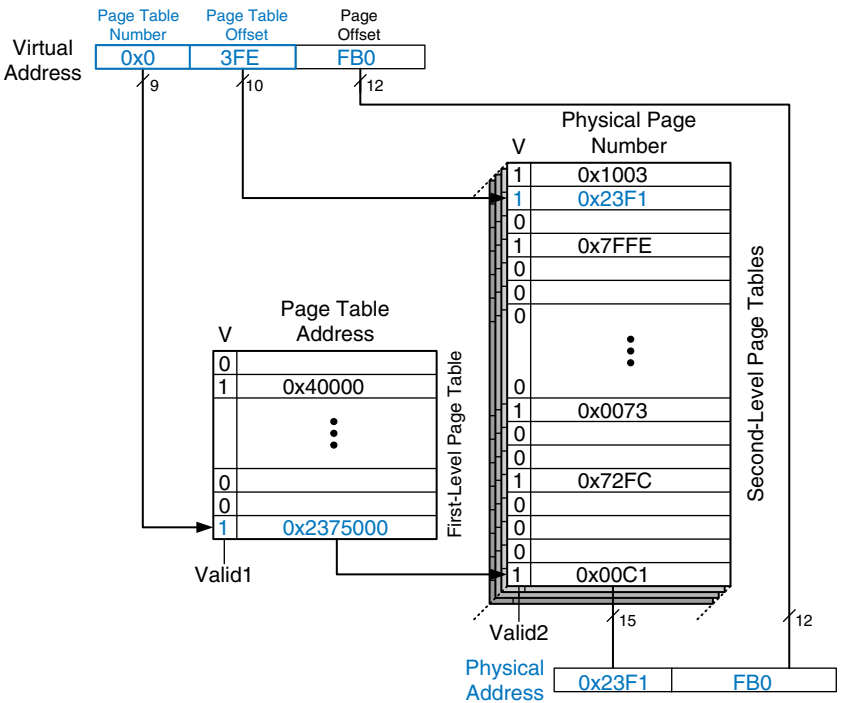 Page Table Number
Page Table Offset
Page Offset
Virtual Address
0x0
3FE
FB0
9
10
12
Physical Page Number
V
1 0x1003
1 0x23F1
0
1 0x7FFE
0
0
0
0
1 0x0073
0
0
1 0x72FC
0
0
0
1 0x00C1
Second-Level Page Tables
Page Table Address
V
0
1 0x40000
0
0
1 0x2375000
First-Level Page Table
Valid1
Valid2
15
12
Physical Address
0x23F1
FB0